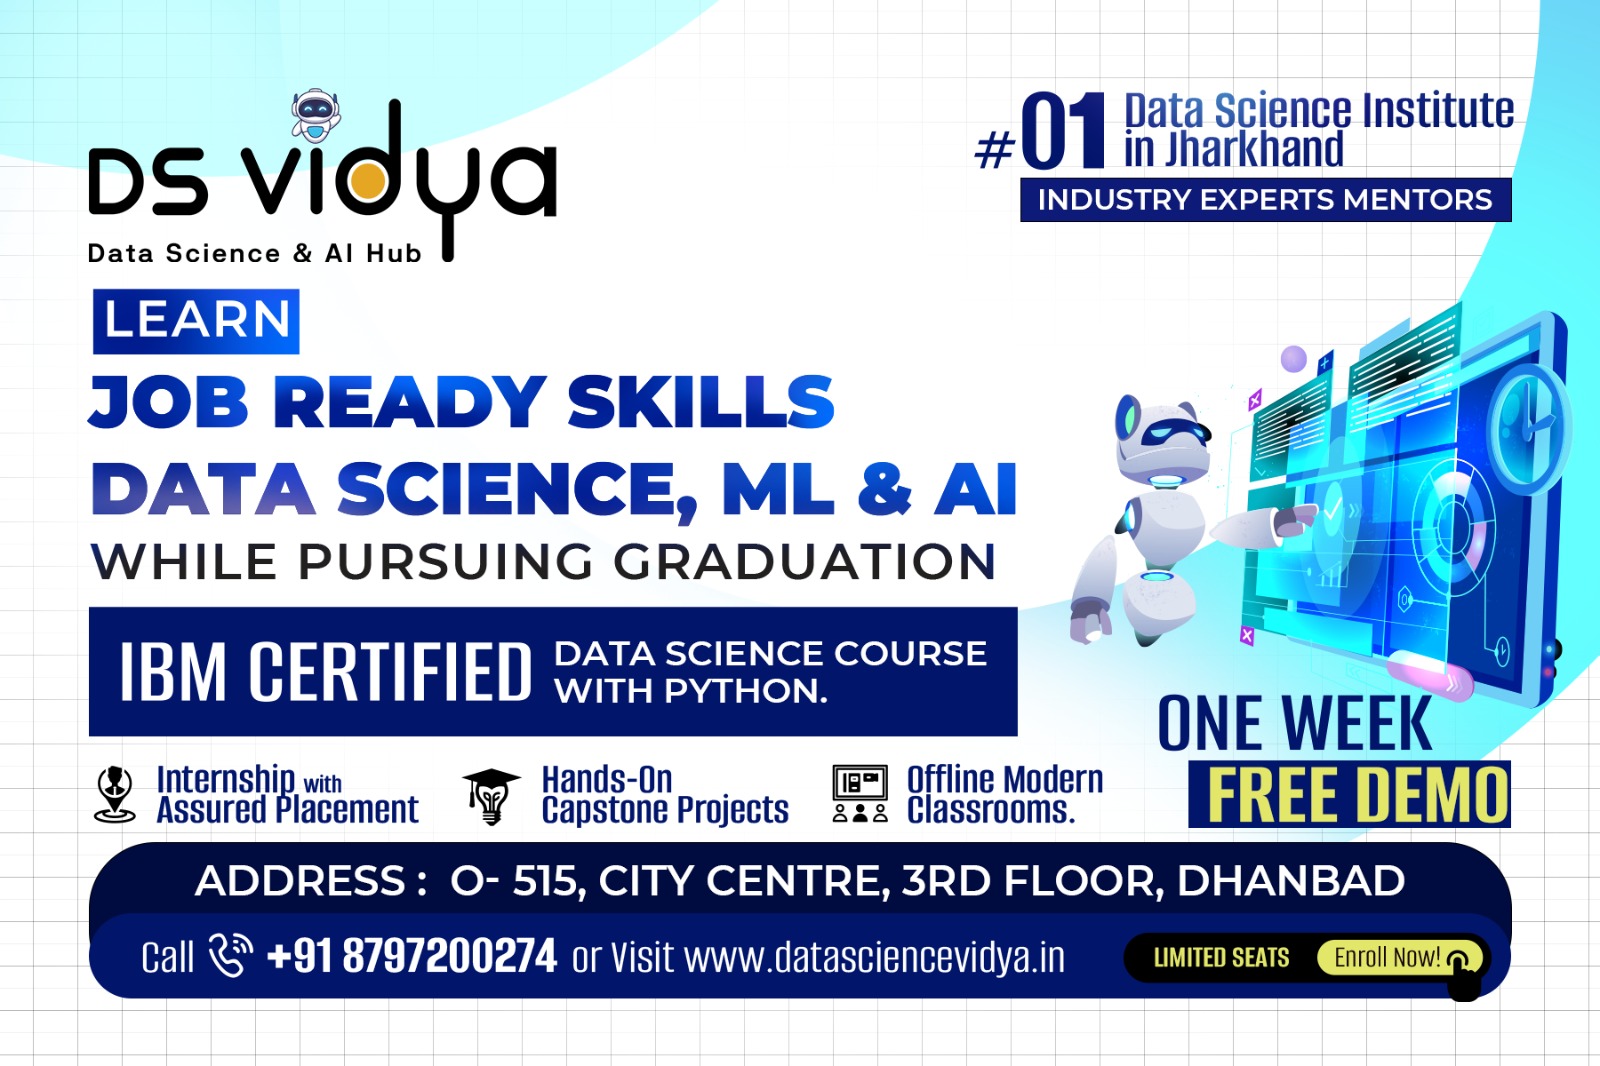 DS Vidya
Data Science & AI Hub
#01 Data Science Institute
in Jharkhand
INDUSTRY EXPERTS MENTORS
LEARN
JOB READY SKILLS
DATA SCIENCE, ML & AI
WHILE PURSUING GRADUATION
IBM CERTIFIED DATA SCIENCE COURSE
WITH PYTHON.
ONE WEEK
FREE DEMO
Internship with
Assured Placement
Hands-On
Capstone Projects
Offline Modern
Classrooms.
ADDRESS : O- 515, CITY CENTRE, 3RD FLOOR, DHANBAD
Call +91 8797200274 or Visit www.datasciencevidya.in
LIMITED SEATS Enroll Now!